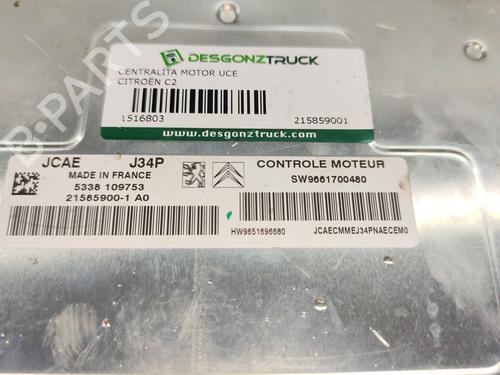 DESGONZTRUCK
CENTRALITA MOTOR UCE
CITROËN C2
1516803 215859001
www.desgonztruck.com
JCAE J34P
MADE IN FRANCE
5338 109753
21585900-1 A0
CONTROLE MOTEUR
SW9661700480
HW9651696680 JCAECMMEJ34PNAECEM0
B-PARTS